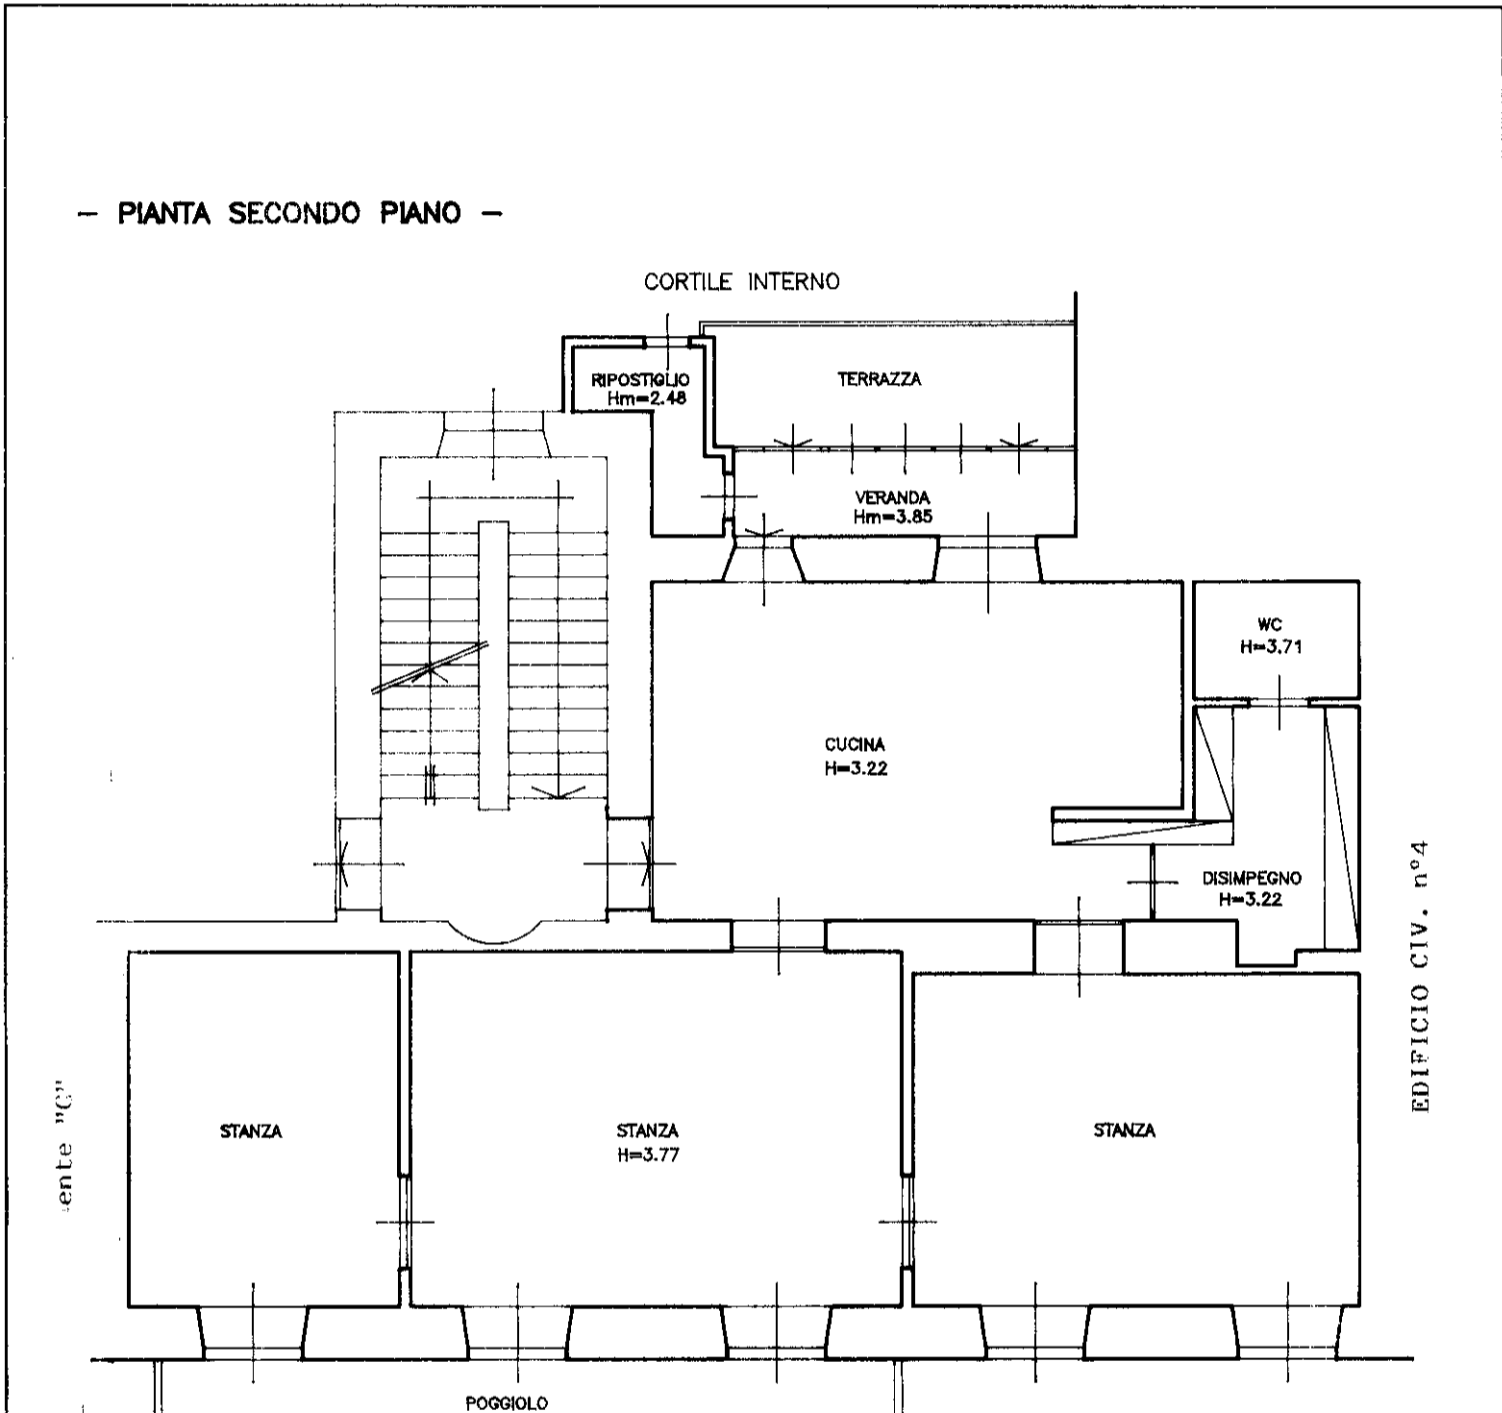 – PIANTA SECONDO PIANO –
CORTILE INTERNO
RIPOSTIGLIO
Hm=2.48
TERRAZZA
VERANDA
Hm=3.85
WC
H=3.71
CUCINA
H=3.22
DISIMPEGNO
H=3.22
EDIFICIO CIV. n°4
STANZA
STANZA
H=3.77
STANZA
POGGIOLO